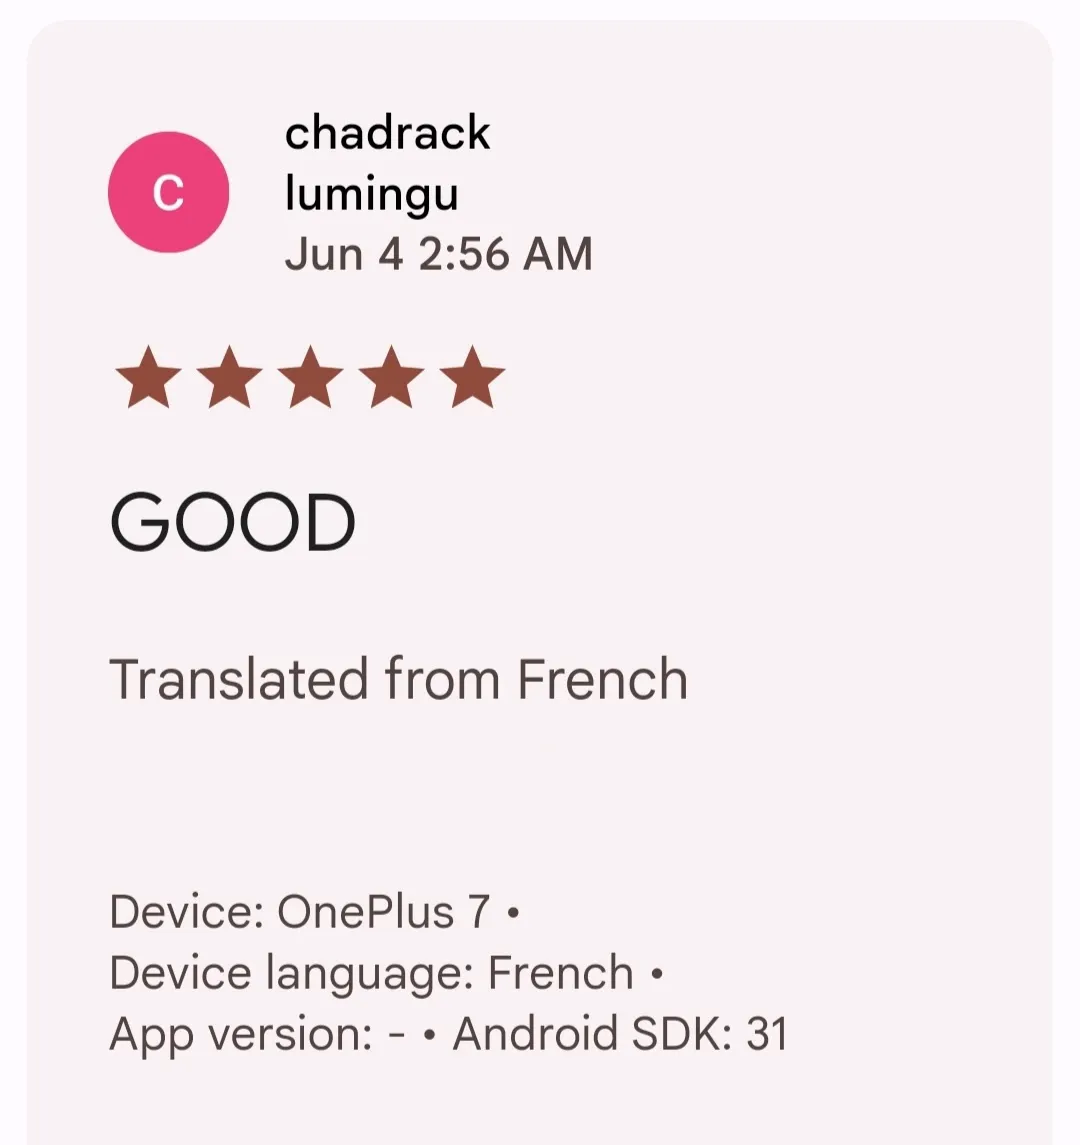 C
chadrack
lumingu
Jun 4 2:56 AM
GOOD
Translated from French
Device: OnePlus 7 •
Device language: French •
App version: - • Android SDK: 31